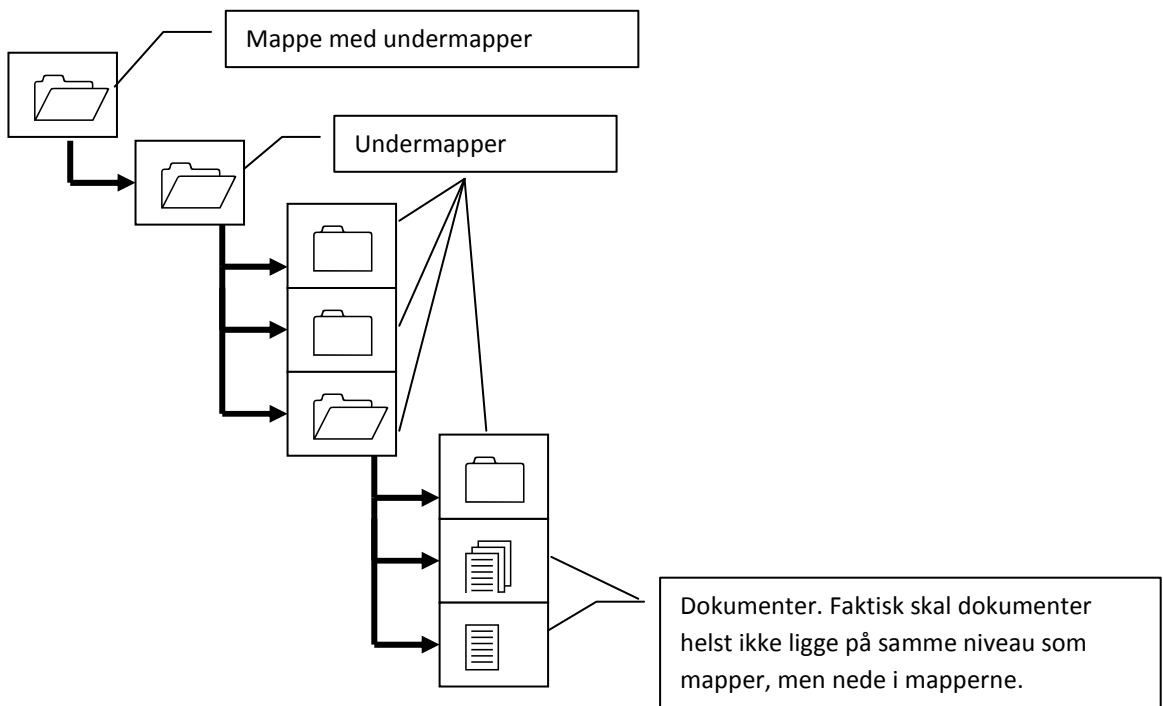 Mappe med undermapper
Undermapper
Dokumenter. Faktisk skal dokumenter
helst ikke ligge på samme niveau som
mapper, men nede i mapperne.